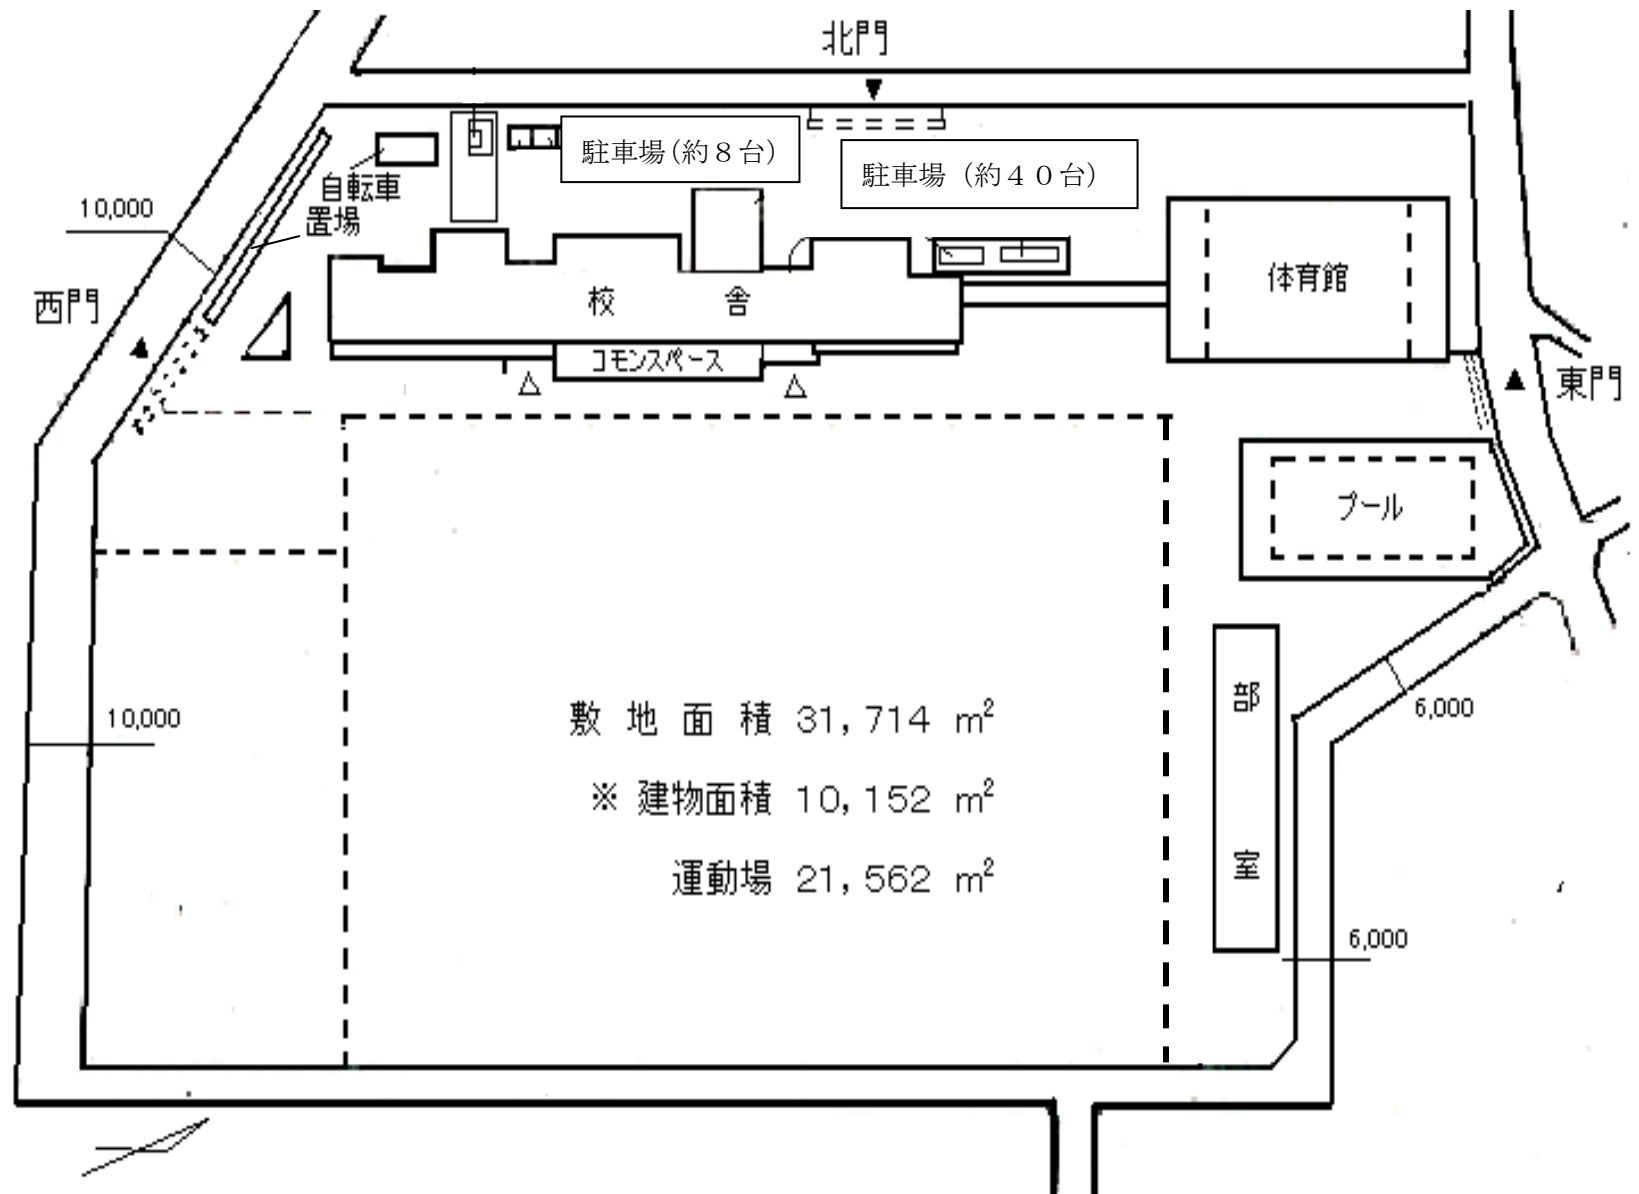 北門
駐車場(約8台)
駐車場(約40台)
自転車
置場
10,000
西門
校舎
体育館
コモンスペース
東門
プール
部室
敷地面積 31,714 m²
※ 建物面積 10,152 m²
運動場 21,562 m²
10,000
6,000
6,000